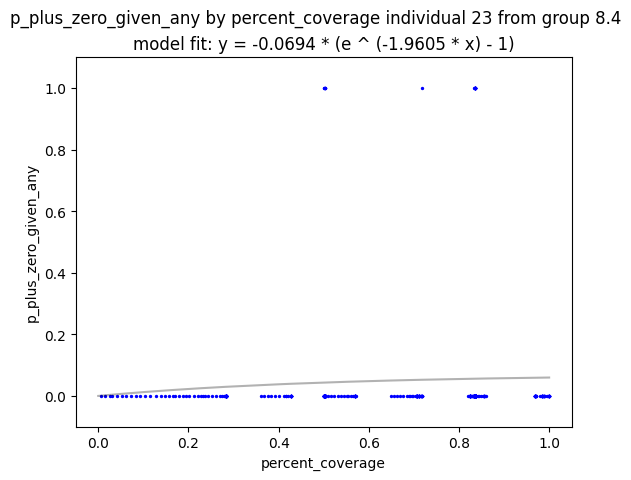 p_plus_zero_given_any by percent_coverage individual 23 from group 8.4
model fit: y = -0.0694 * (e ^ (-1.9605 * x) - 1)
1.0
0.8
0.6
0.4
0.2
0.0
p_plus_zero_given_any
0.0 0.2 0.4 0.6 0.8 1.0
percent_coverage